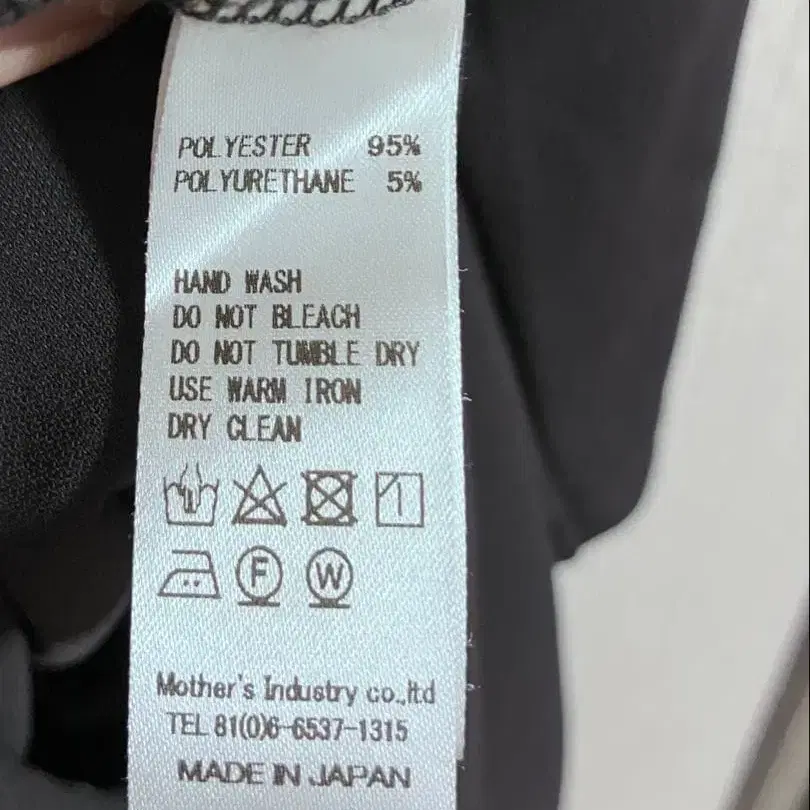 POLYESTER 95%
POLYURETHANE 5%
HAND WASH
DO NOT BLEACH
DO NOT TUMBLE DRY
USE WARM IRON
DRY CLEAN
F W
Mother's Industry co.,ltd
TEL 81(0)6-6537-1315
MADE IN JAPAN